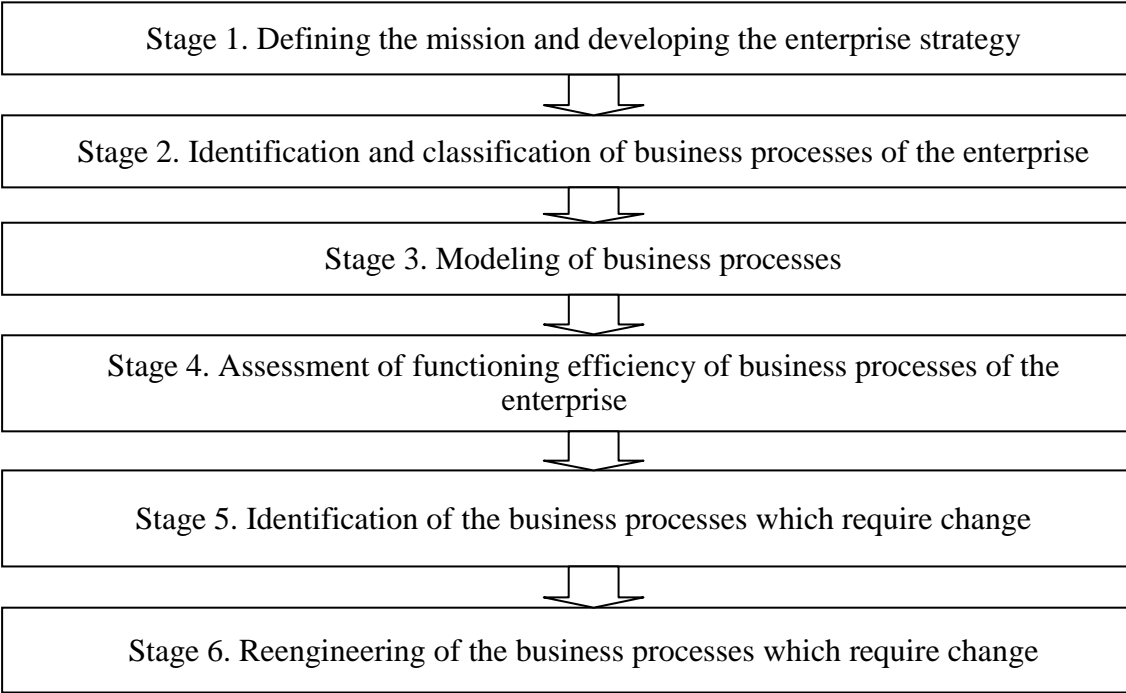 Stage 1. Defining the mission and developing the enterprise strategy
Stage 2. Identification and classification of business processes of the enterprise
Stage 3. Modeling of business processes
Stage 4. Assessment of functioning efficiency of business processes of the
enterprise
Stage 5. Identification of the business processes which require change
Stage 6. Reengineering of the business processes which require change